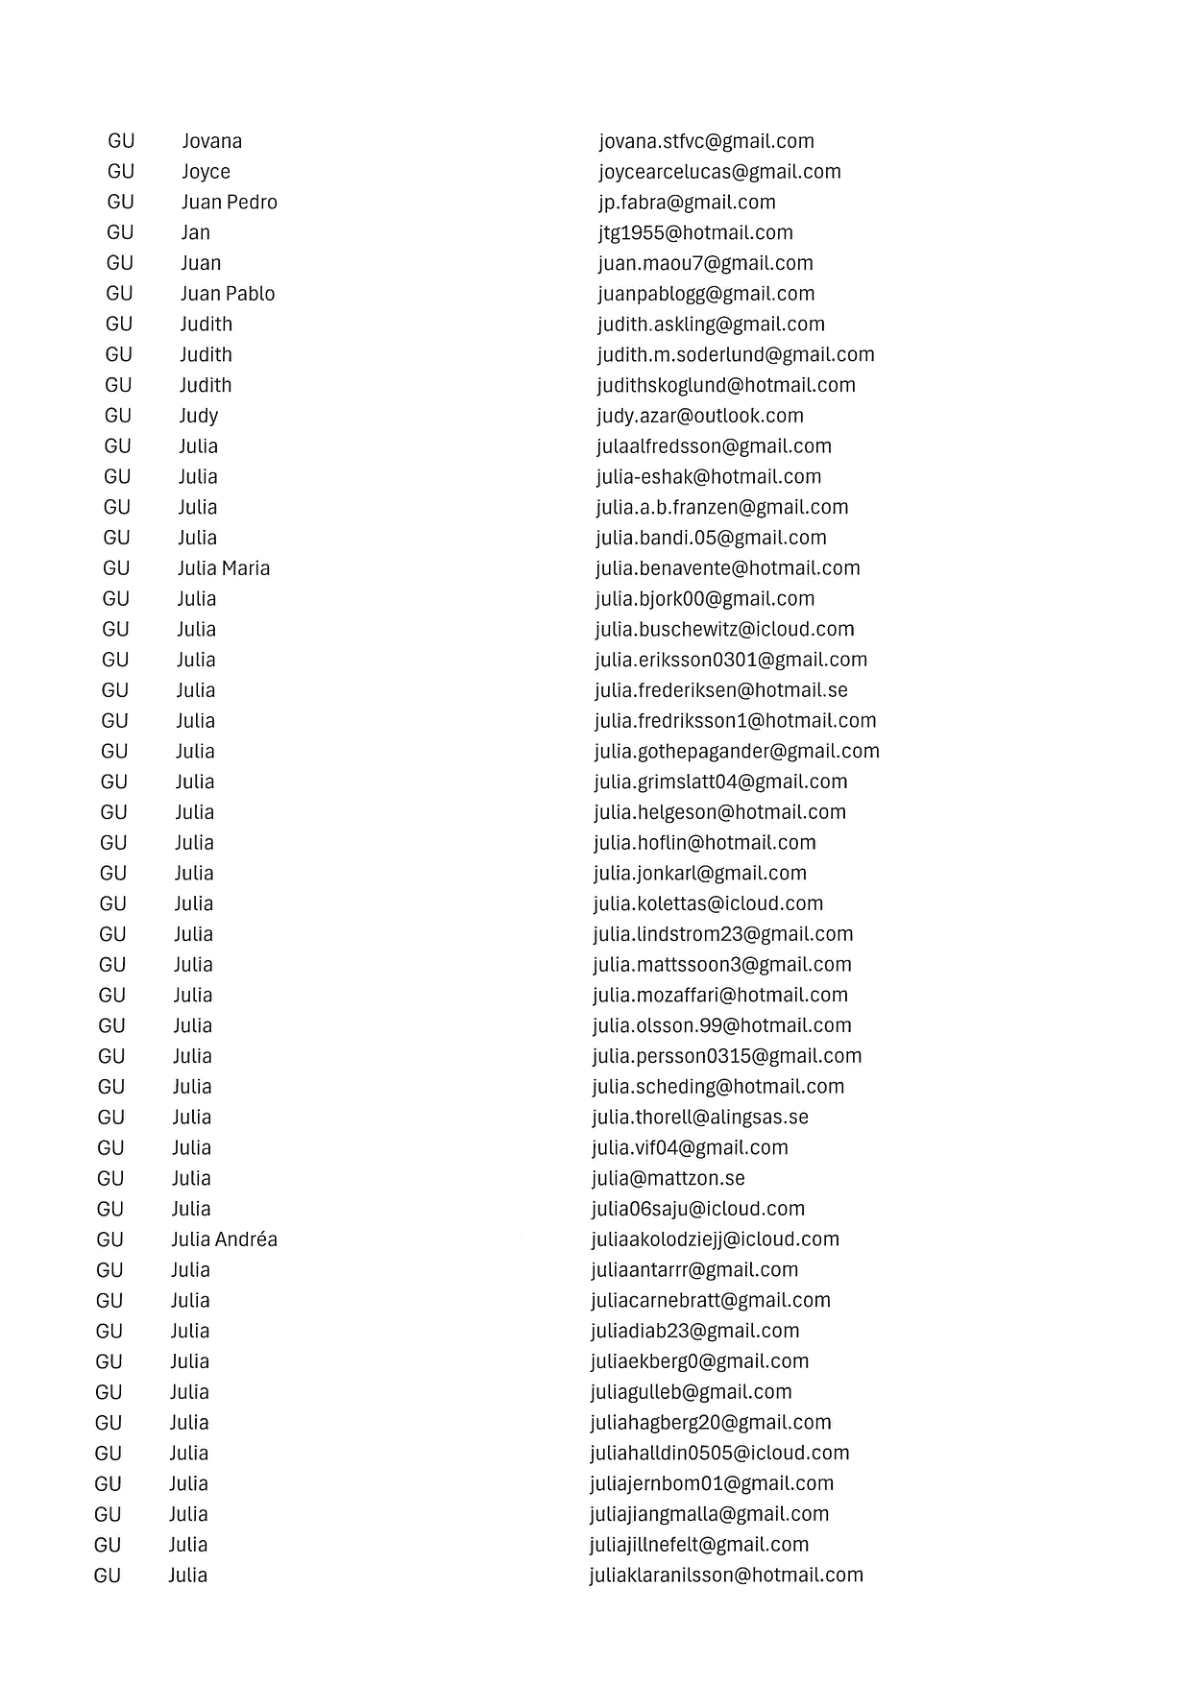 GU Jovana jovana.stfvc@gmail.com
GU Joyce joycearcelucas@gmail.com
GU Juan Pedro jp.fabra@gmail.com
GU Jan jtg1955@hotmail.com
GU Juan juan.maou7@gmail.com
GU Juan Pablo juanpablogg@gmail.com
GU Judith judith.askling@gmail.com
GU Judith judith.m.soderlund@gmail.com
GU Judith judithskoglund@hotmail.com
GU Judy judy.azar@outlook.com
GU Julia julaalfredsson@gmail.com
GU Julia julia-eshak@hotmail.com
GU Julia julia.a.b.franzen@gmail.com
GU Julia julia.bandi.05@gmail.com
GU Julia Maria julia.benavente@hotmail.com
GU Julia julia.bjork00@gmail.com
GU Julia julia.buschewitz@icloud.com
GU Julia julia.eriksson0301@gmail.com
GU Julia julia.frederiksen@hotmail.se
GU Julia julia.fredriksson1@hotmail.com
GU Julia julia.gothepagander@gmail.com
GU Julia julia.grimslatt04@gmail.com
GU Julia julia.helgeson@hotmail.com
GU Julia julia.hoflin@hotmail.com
GU Julia julia.jonkarl@gmail.com
GU Julia julia.kolettas@icloud.com
GU Julia julia.lindstrom23@gmail.com
GU Julia julia.mattssoon3@gmail.com
GU Julia julia.mozaffari@hotmail.com
GU Julia julia.olsson.99@hotmail.com
GU Julia julia.persson0315@gmail.com
GU Julia julia.scheding@hotmail.com
GU Julia julia.thorell@alingsas.se
GU Julia julia.vif04@gmail.com
GU Julia julia@mattzon.se
GU Julia julia06saju@icloud.com
GU Julia Andréa juliaakolodziejj@icloud.com
GU Julia juliaantarrr@gmail.com
GU Julia juliacarnebratt@gmail.com
GU Julia juliadiab23@gmail.com
GU Julia juliaekberg0@gmail.com
GU Julia juliagulleb@gmail.com
GU Julia juliahagberg20@gmail.com
GU Julia juliahalldin0505@icloud.com
GU Julia juliajernbom01@gmail.com
GU Julia juliajiangmalla@gmail.com
GU Julia juliajillnefelt@gmail.com
GU Julia juliaklaranilsson@hotmail.com